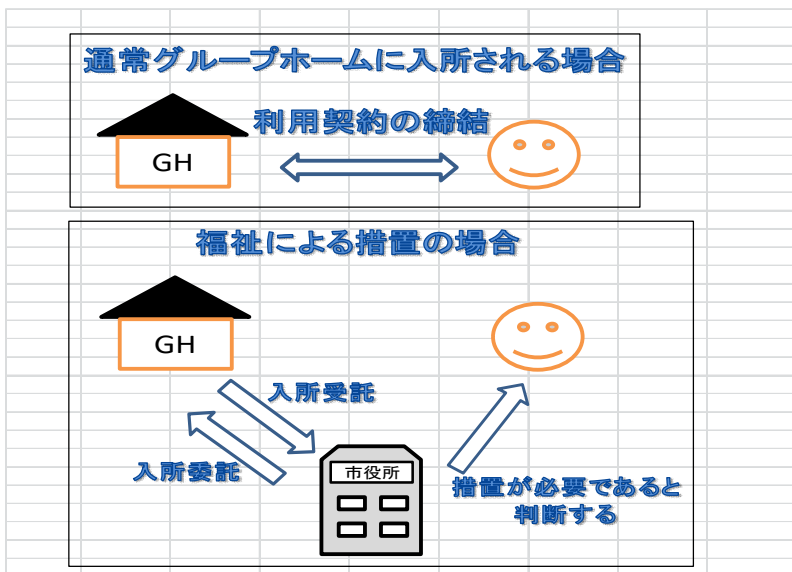 通常グループホームに入所される場合
利用契約の締結
GH
福祉による措置の場合
GH
入所受託
入所委託
市役所
措置が必要であると
判断する